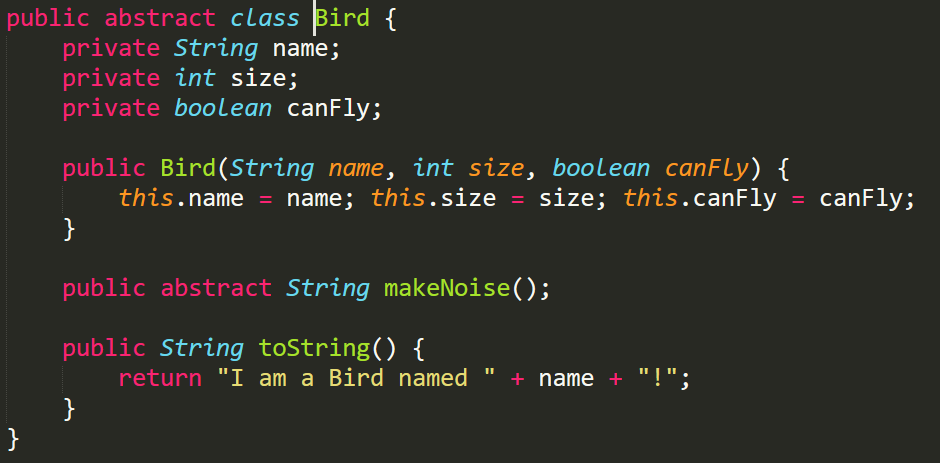 public abstract class Bird {
    private String name;
    private int size;
    private boolean canFly;

    public Bird(String name, int size, boolean canFly) {
        this.name = name; this.size = size; this.canFly = canFly;
    }

    public abstract String makeNoise();

    public String toString() {
        return "I am a Bird named " + name + "!";
    }
}